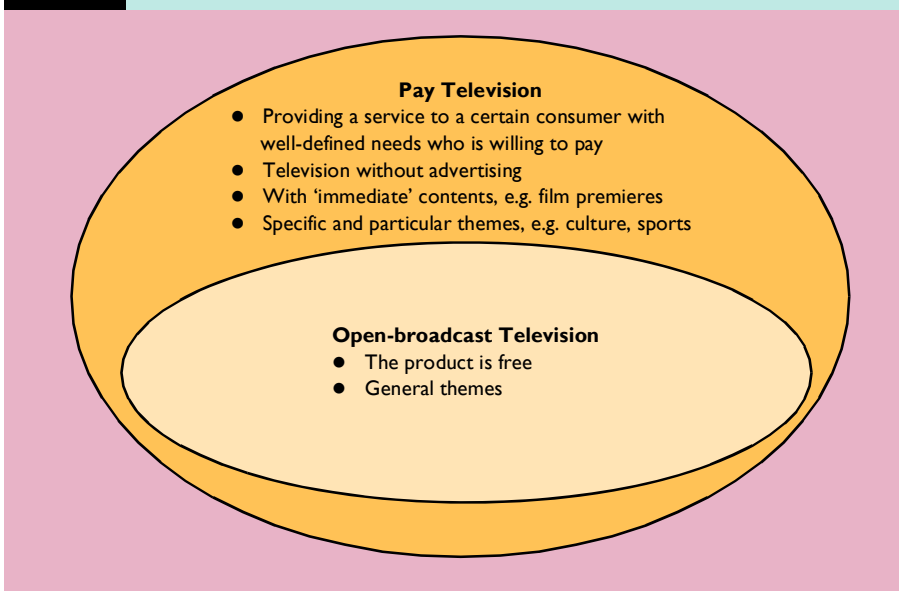 Pay Television
● Providing a service to a certain consumer with
well-defined needs who is willing to pay
● Television without advertising
● With ‘immediate’ contents, e.g. film premieres
● Specific and particular themes, e.g. culture, sports
Open-broadcast Television
● The product is free
● General themes